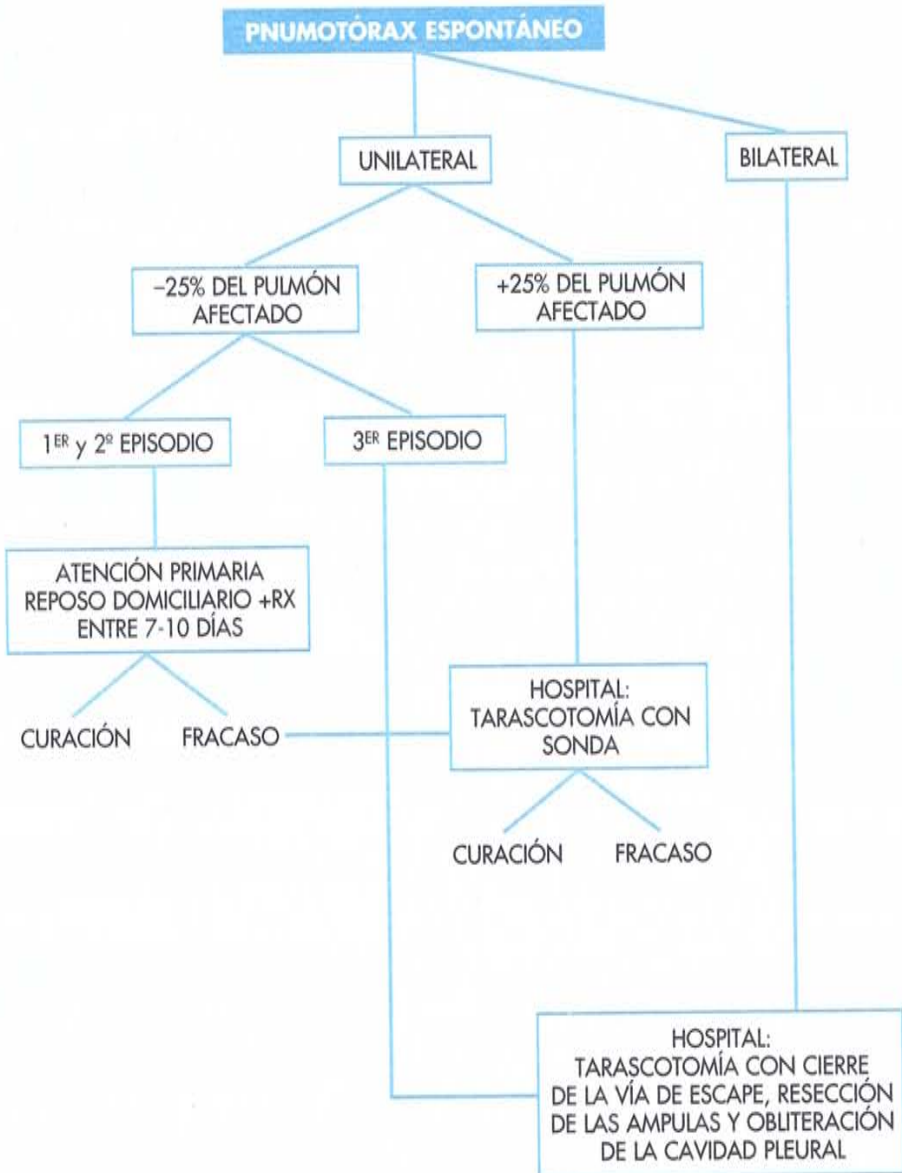 PNUMOTÓRAX ESPONTÁNEO
UNILATERAL
BILATERAL
–25% DEL PULMÓN
AFECTADO
+25% DEL PULMÓN
AFECTADO
1ER y 2º EPISODIO
3ER EPISODIO
ATENCIÓN PRIMARIA
REPOSO DOMICILIARIO +RX
ENTRE 7-10 DÍAS
CURACIÓN
FRACASO
HOSPITAL:
TARASCOTOMÍA CON
SONDA
CURACIÓN
FRACASO
HOSPITAL:
TARASCOTOMÍA CON CIERRE
DE LA VÍA DE ESCAPE, RESECCIÓN
DE LAS AMPULAS Y OBLITERACIÓN
DE LA CAVIDAD PLEURAL